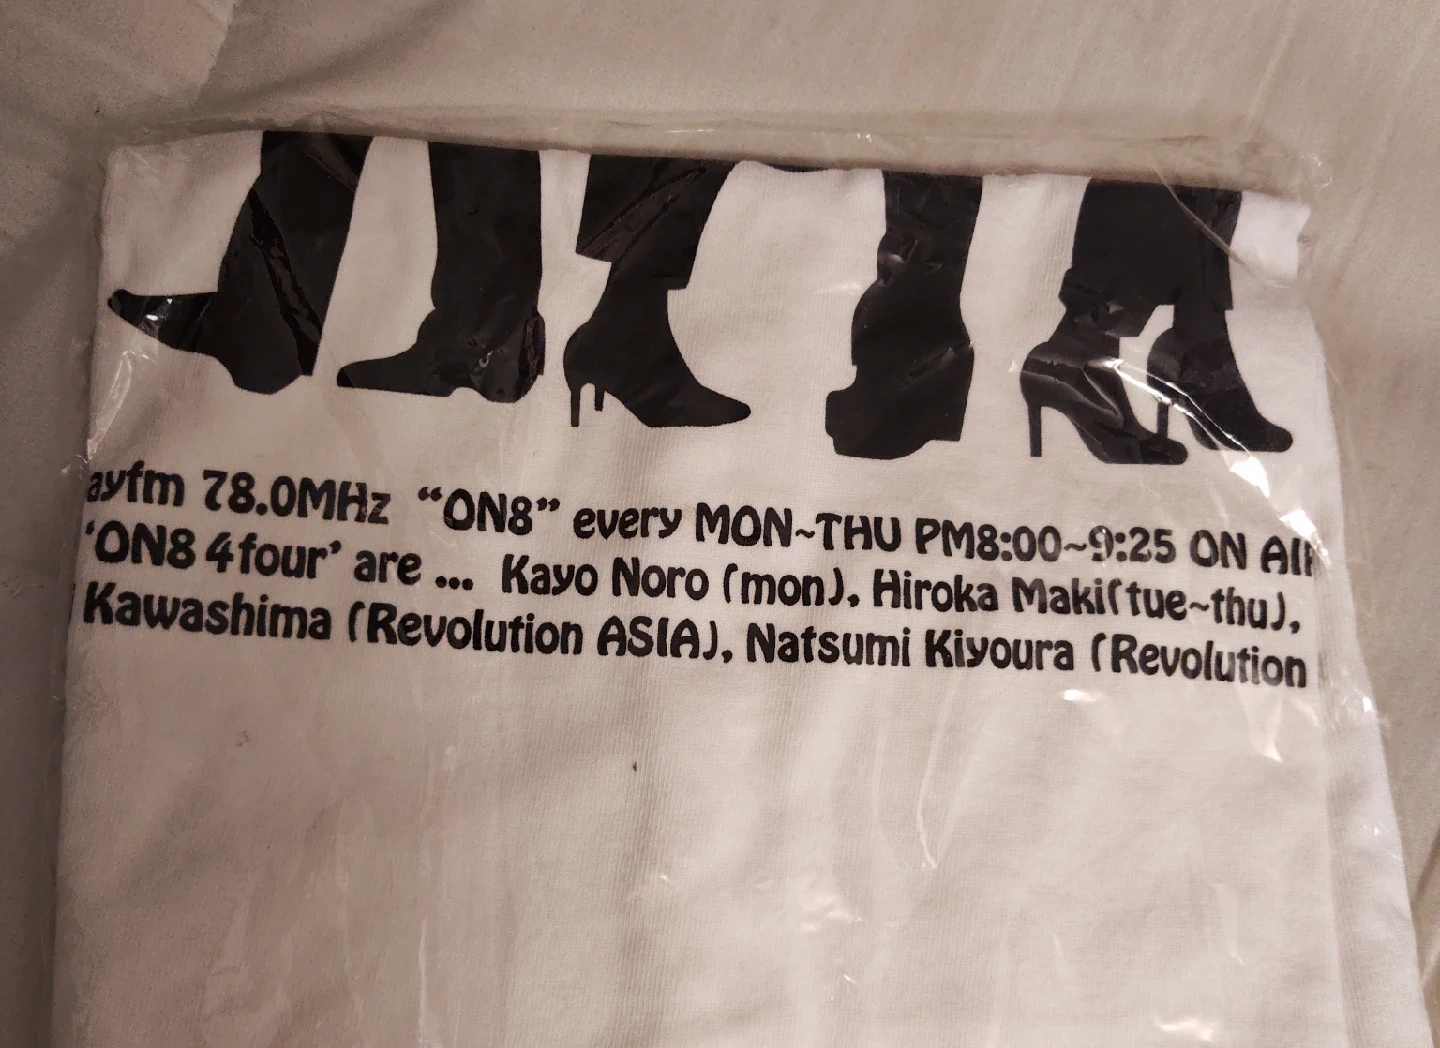 ayfm 78.0MHz “ON8” every MON~THU PM8:00~9:25 ON AIR
‘ON8 4four’ are ... Kayo Noro (mon), Hiroka Maki(tue~thu),
Kawashima (Revolution ASIA), Natsumi Kiyoura (Revolution